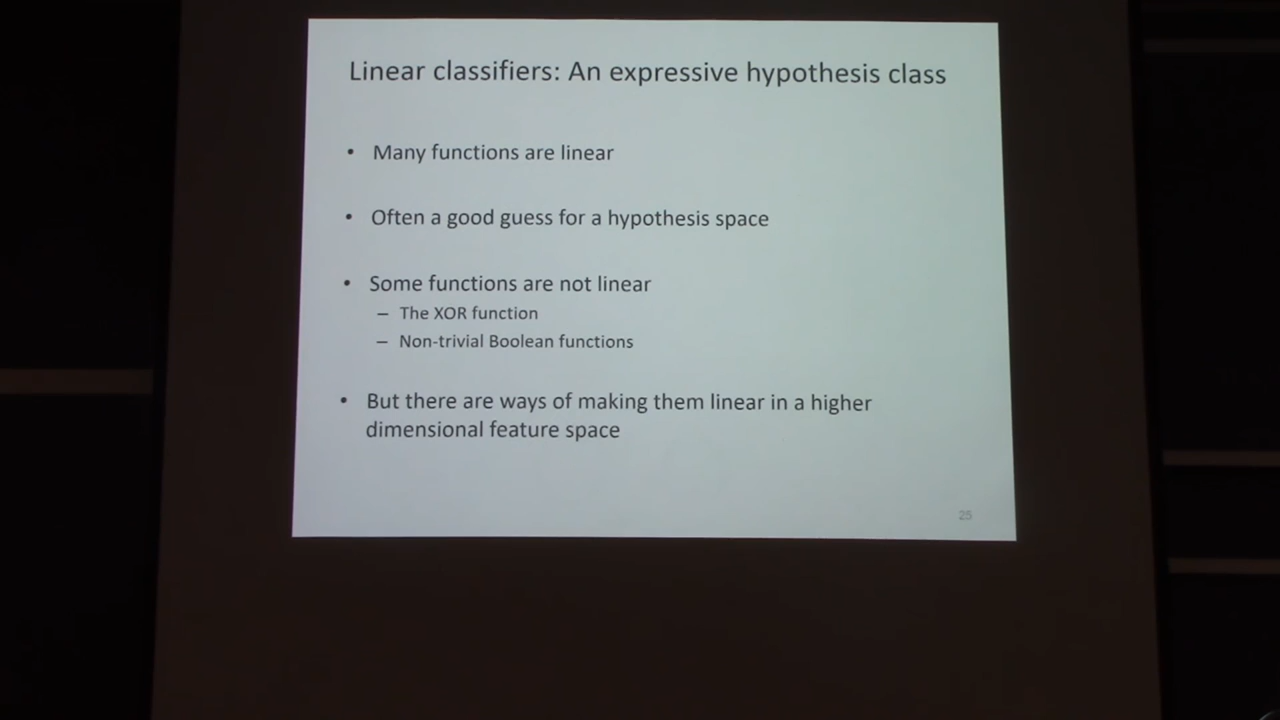 Linear classifiers: An expressive hypothesis class
• Many functions are linear
• Often a good guess for a hypothesis space
• Some functions are not linear
– The XOR function
– Non-trivial Boolean functions
• But there are ways of making them linear in a higher
dimensional feature space
25